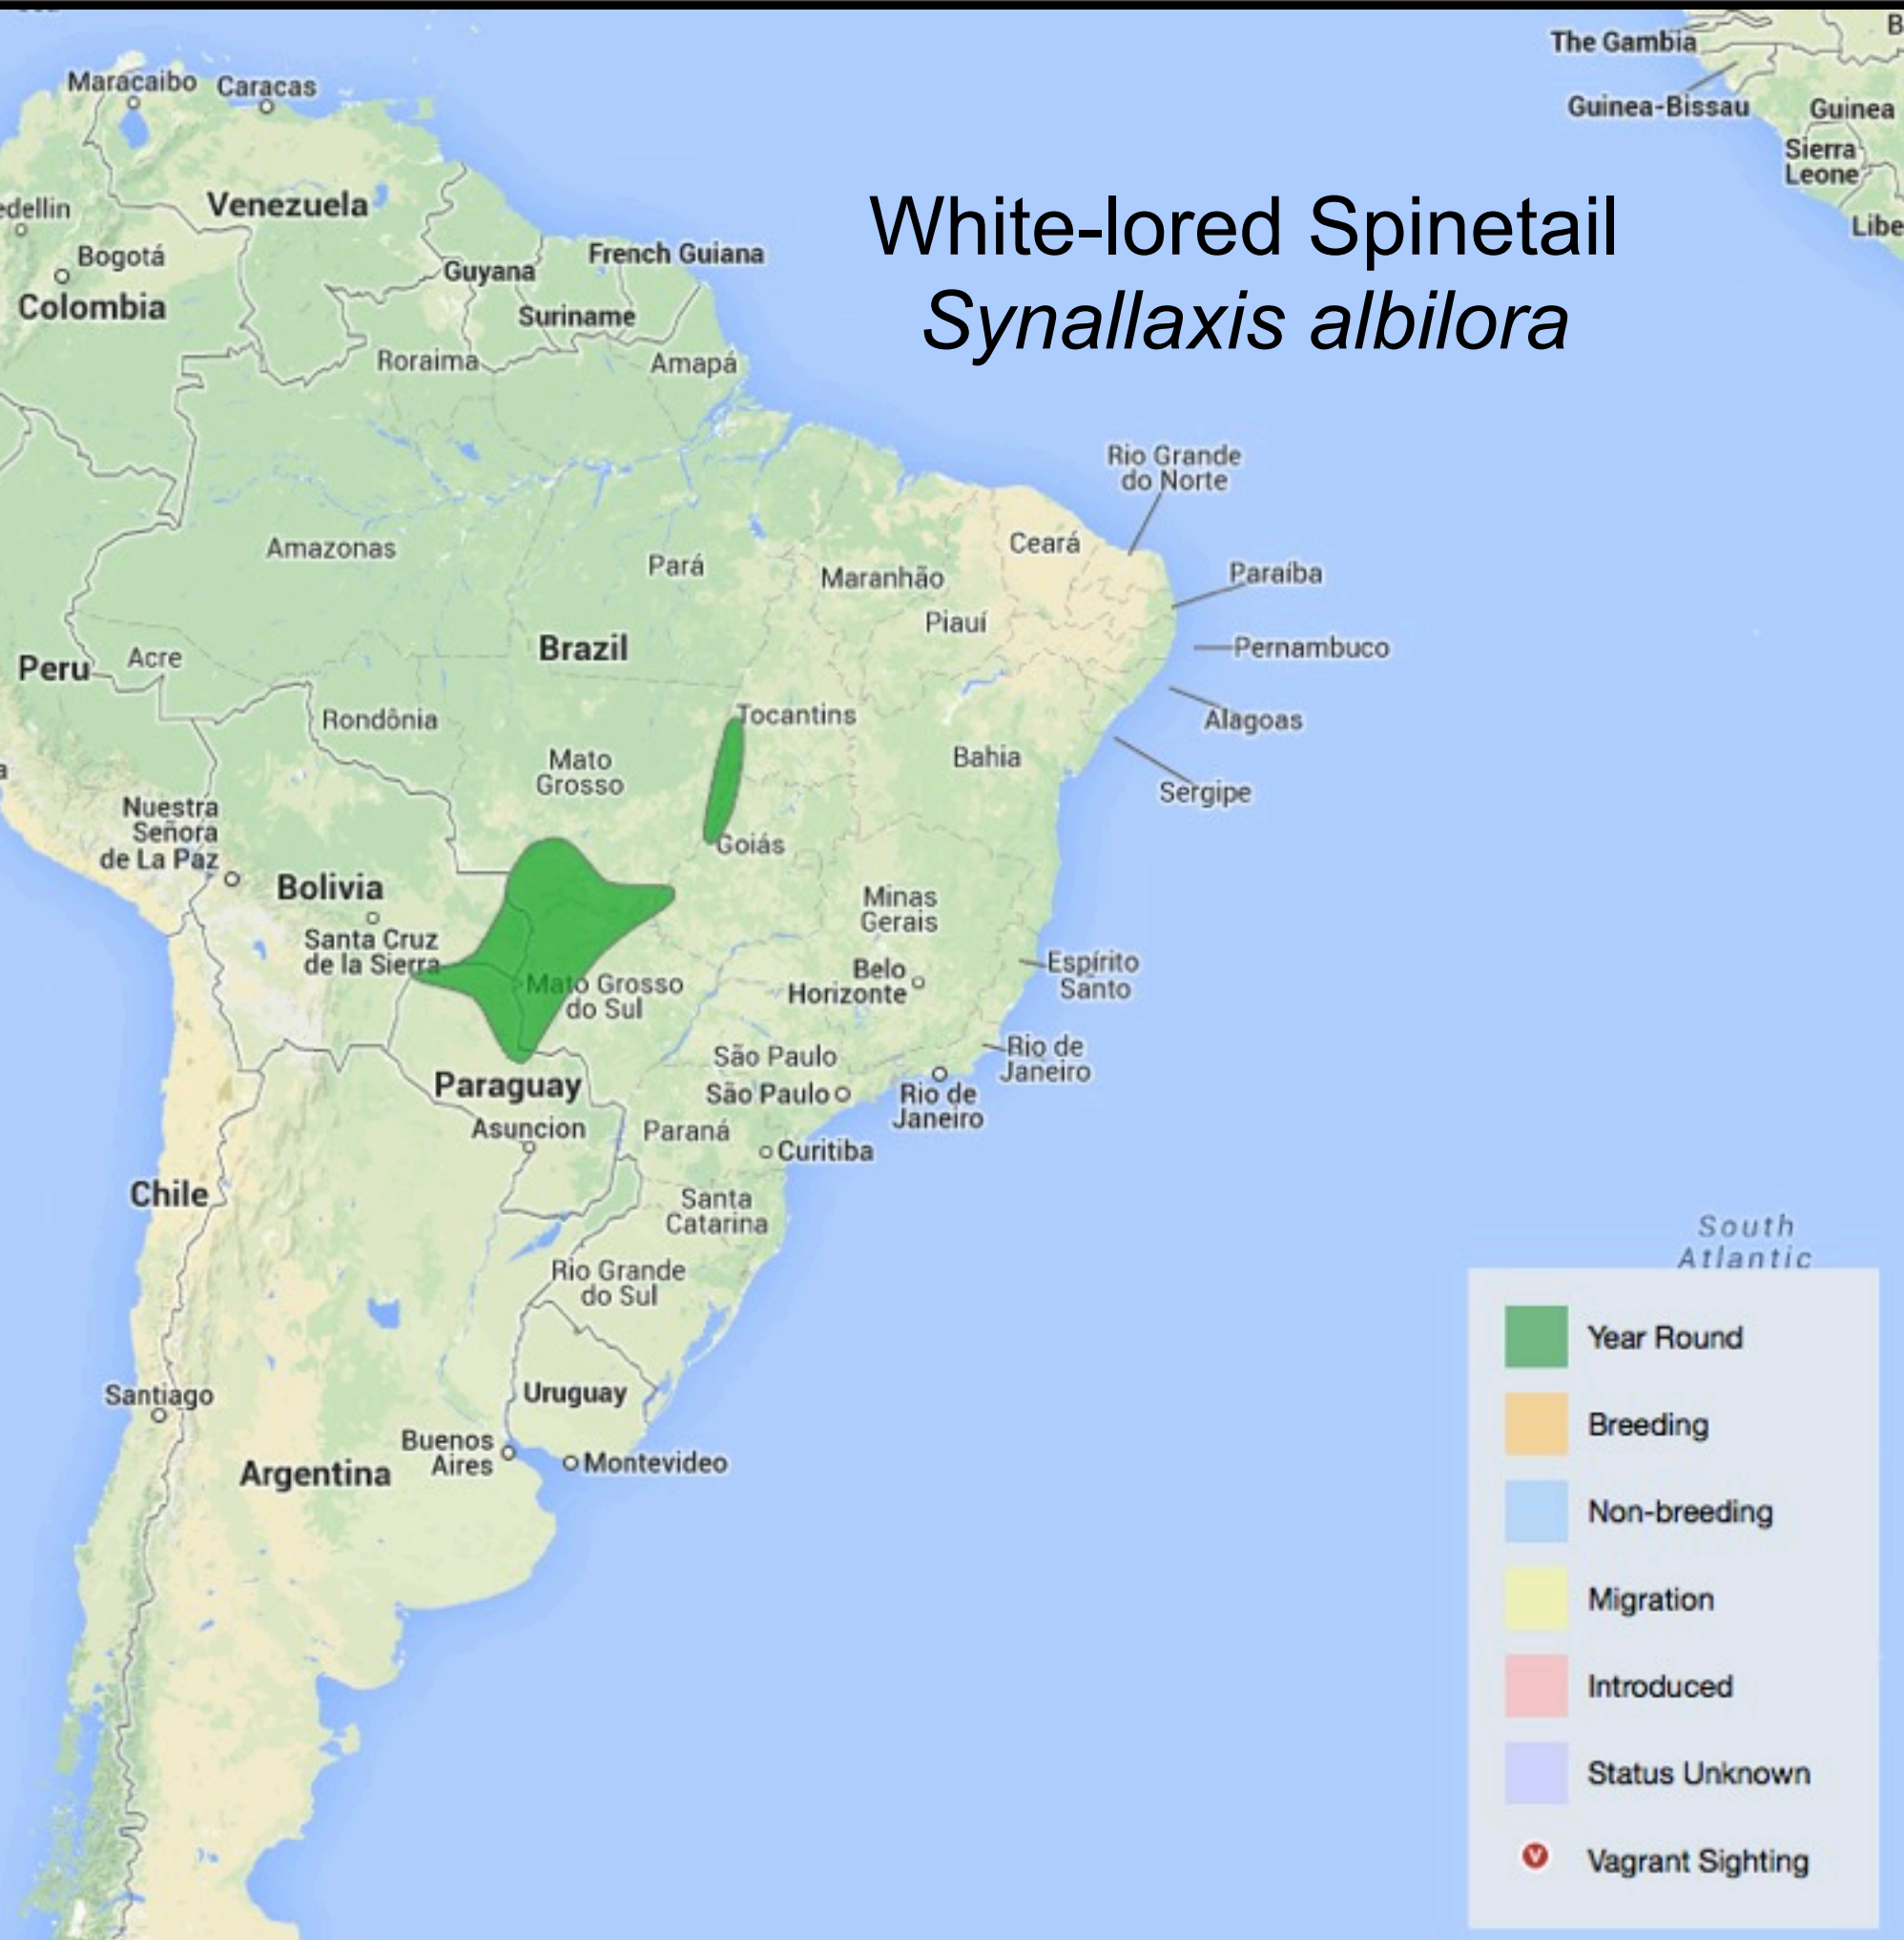 The Gambia
Guinea-Bissau
Guinea
Sierra
Leone
Libe
B
Maracaibo
Caracas
Venezuela
edellin
Bogotá
Colombia
Guyana
French Guiana
Suriname
Roraima
Amapá
White-lored Spinetail
Synallaxis albilora
Rio Grande
do Norte
Amazonas
Pará
Maranhão
Ceará
Piauí
Paraíba
Pernambuco
Brazil
Peru
Acre
Rondônia
Tocantins
Alagoas
Mato
Grosso
Bahia
Sergipe
a
Nuestra
Señora
de La Paz
Goiás
Bolivia
Minas
Gerais
Santa Cruz
de la Sierra
Mato Grosso
do Sul
Belo
Horizonte
Espírito
Santo
São Paulo
São Paulo
Rio de
Janeiro
Rio de
Janeiro
Paraguay
Asuncion
Paraná
Curitiba
Chile
Santa
Catarina
Rio Grande
do Sul
South
Atlantic
Santiago
Uruguay
Buenos
Aires
Montevideo
Argentina
Year Round
Breeding
Non-breeding
Migration
Introduced
Status Unknown
V
Vagrant Sighting